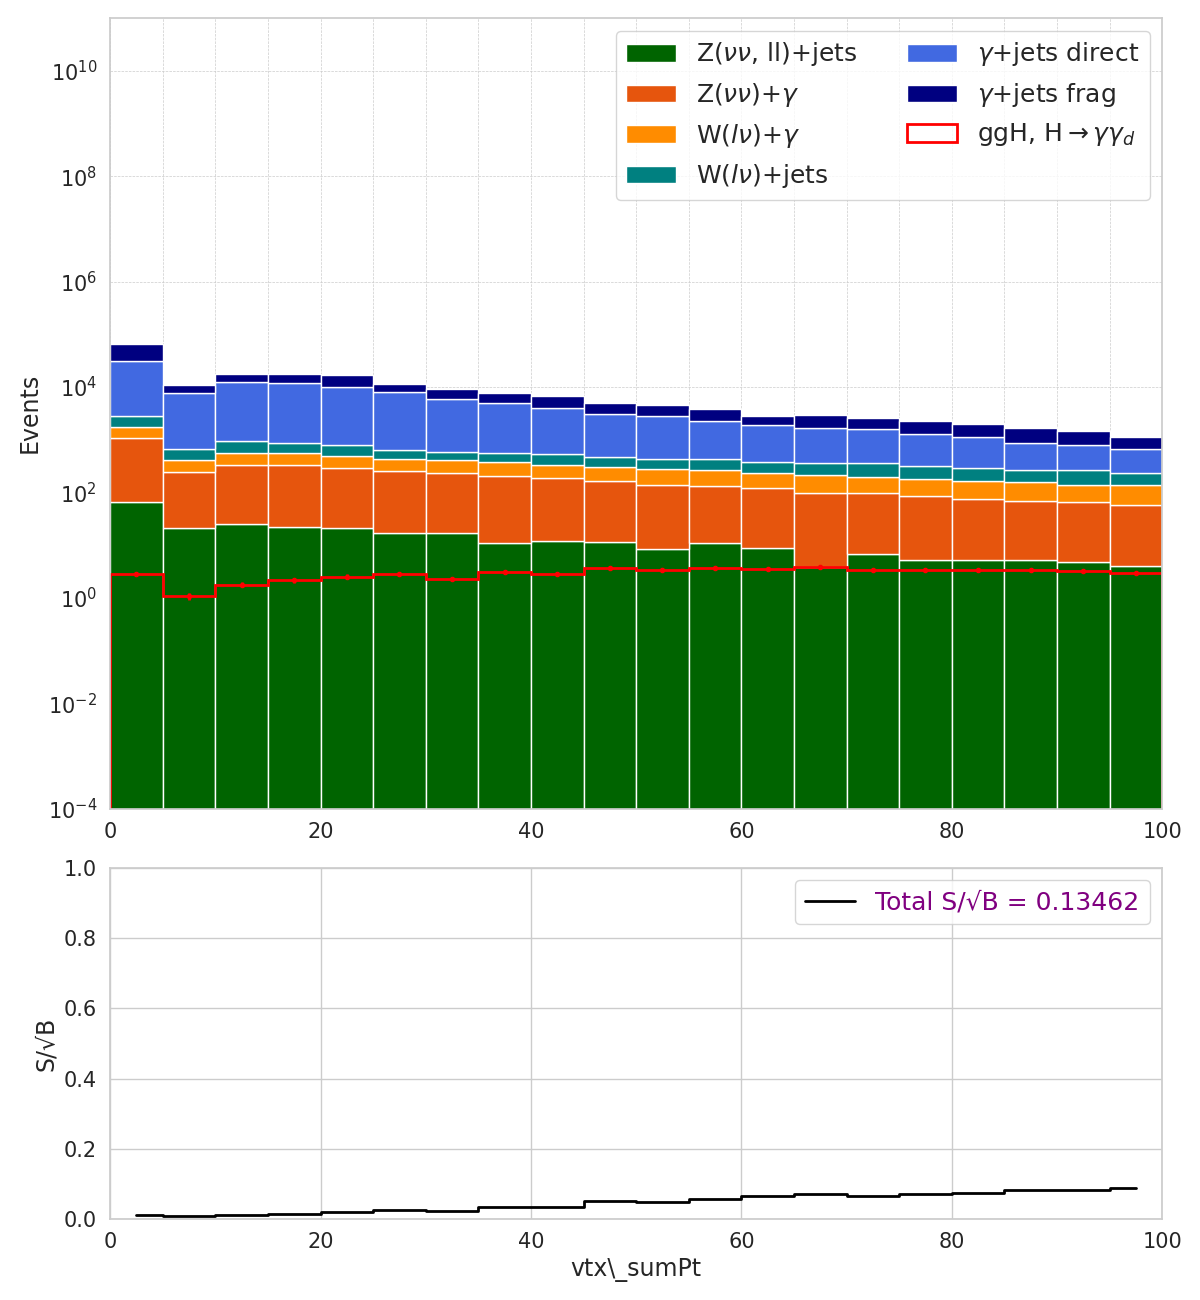 Z(νν, ll)+jets
Z(νν)+γ
W(lν)+γ
W(lν)+jets
γ+jets direct
γ+jets frag
ggH, H→γγ_d
Events
10^10
10^8
10^6
10^4
10^2
10^0
10^−2
10^−4
0 20 40 60 80 100
Total S/√B = 0.13462
S/√B
1.0
0.8
0.6
0.4
0.2
0.0
0 20 40 60 80 100
vtx\_sumPt